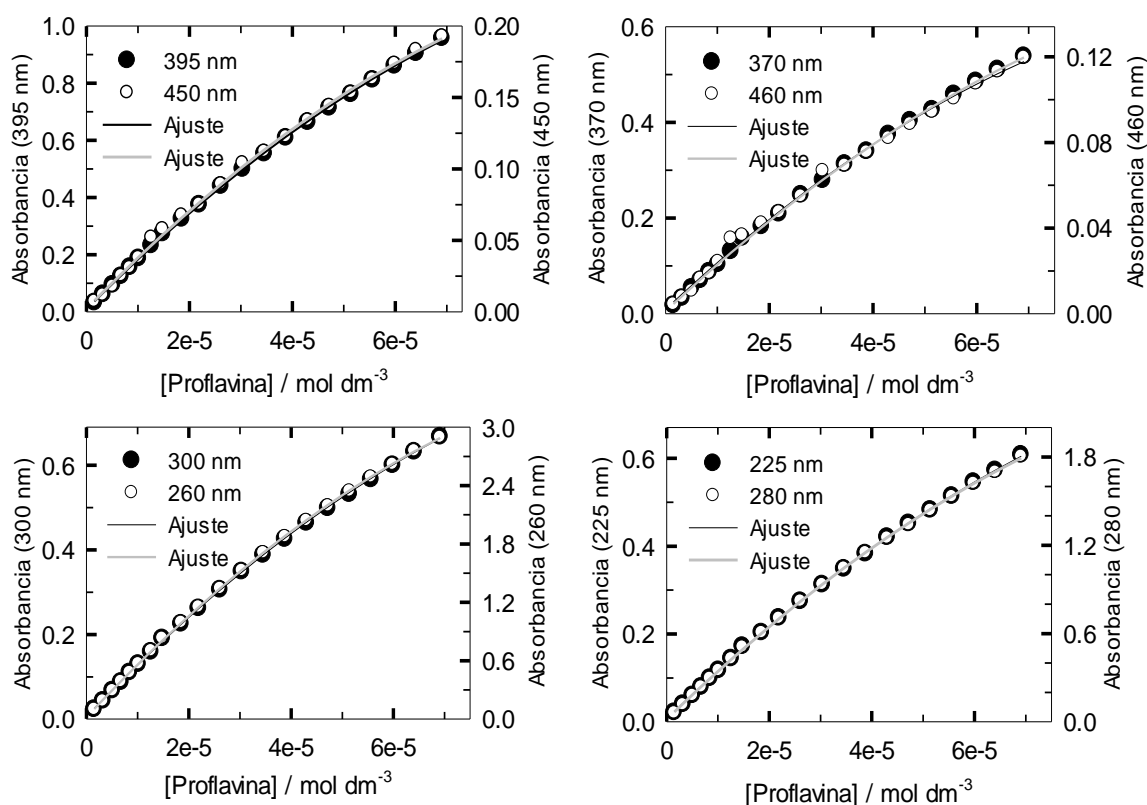 Absorbancia (395 nm)
1.0
0.8
0.6
0.4
0.2
0.0
395 nm
450 nm
Ajuste
Ajuste
0.20
0.15
0.10
0.05
0.00
Absorbancia (450 nm)
0 2e-5 4e-5 6e-5
[Proflavina] / mol dm-3
Absorbancia (370 nm)
0.6
0.4
0.2
0.0
370 nm
460 nm
Ajuste
Ajuste
0.12
0.08
0.04
0.00
Absorbancia (460 nm)
0 2e-5 4e-5 6e-5
[Proflavina] / mol dm-3
Absorbancia (300 nm)
0.6
0.4
0.2
0.0
300 nm
260 nm
Ajuste
Ajuste
3.0
2.4
1.8
1.2
0.6
0.0
Absorbancia (260 nm)
0 2e-5 4e-5 6e-5
[Proflavina] / mol dm-3
Absorbancia (225 nm)
0.6
0.4
0.2
0.0
225 nm
280 nm
Ajuste
Ajuste
1.8
1.2
0.6
0.0
Absorbancia (280 nm)
0 2e-5 4e-5 6e-5
[Proflavina] / mol dm-3